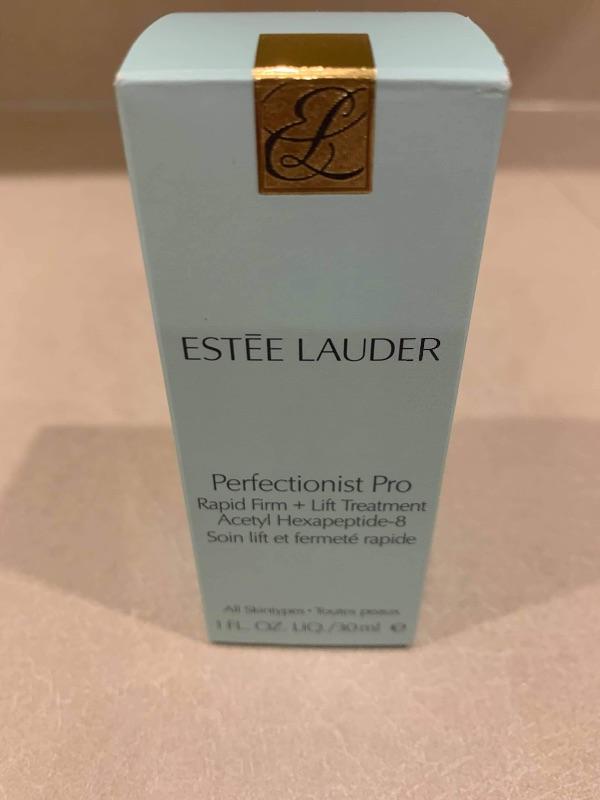 EL
ESTĒE LAUDER
Perfectionist Pro
Rapid Firm + Lift Treatment
Acetyl Hexapeptide-8
Soin lift et fermeté rapide
All Skintypes • Toutes peaux
1 FL. OZ. LIQ./30 ml ℮